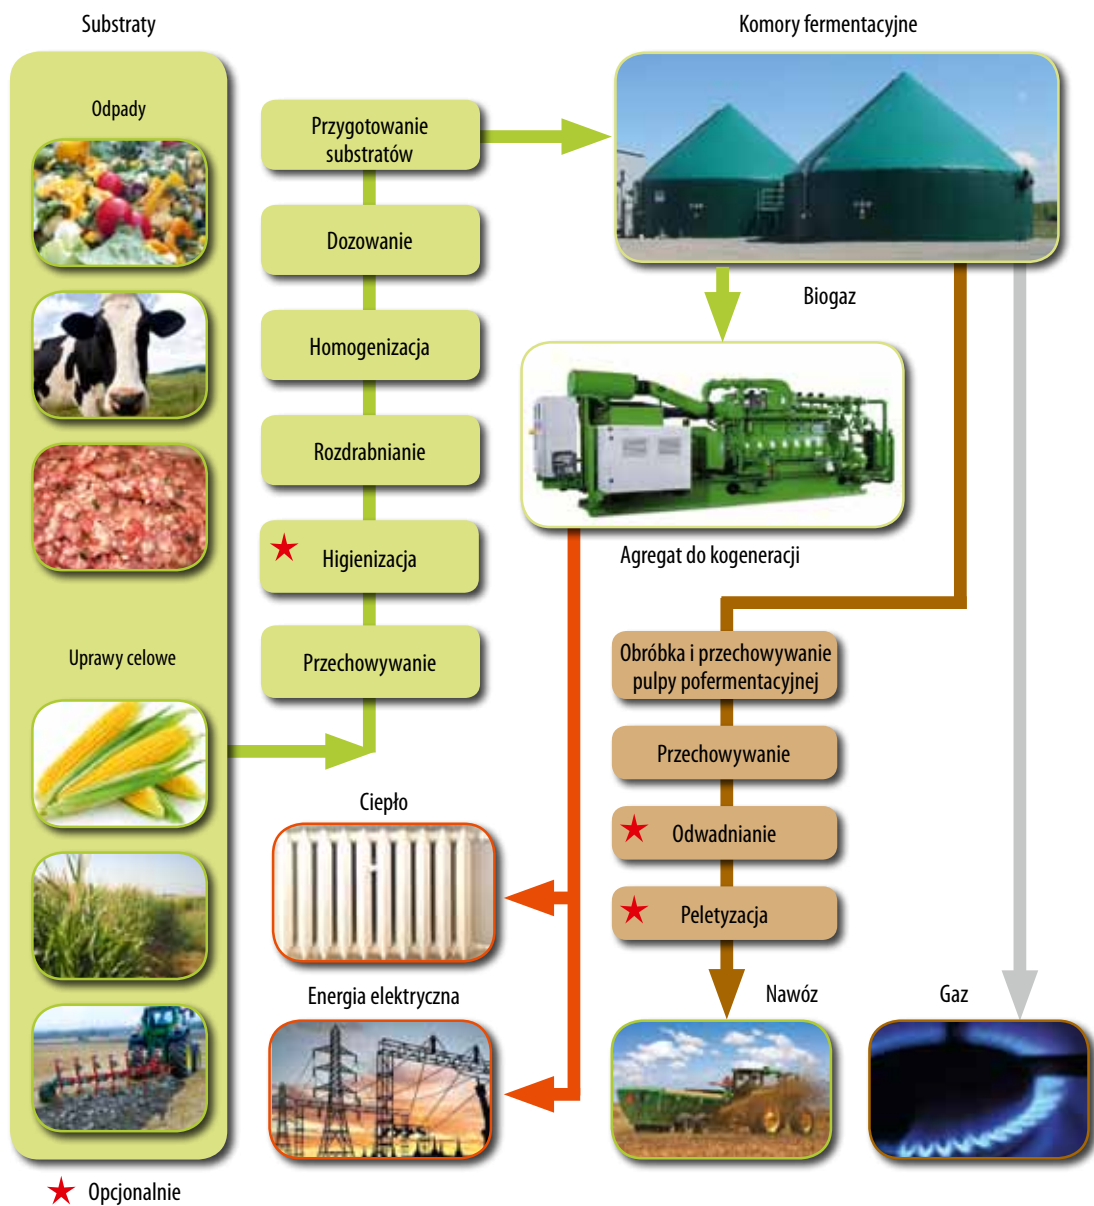 Substraty
Komory fermentacyjne
Odpady
Przygotowanie
substratów
Dozowanie
Biogaz
Homogenizacja
Rozdrabnianie
Agregat do kogeneracji
Higienizacja
Uprawy celowe
Przechowywanie
Obróbka i przechowywanie
pulpy pofermentacyjnej
Przechowywanie
Ciepło
Odwadnianie
Peletyzacja
Energia elektryczna
Nawóz
Gaz
Opcjonalnie